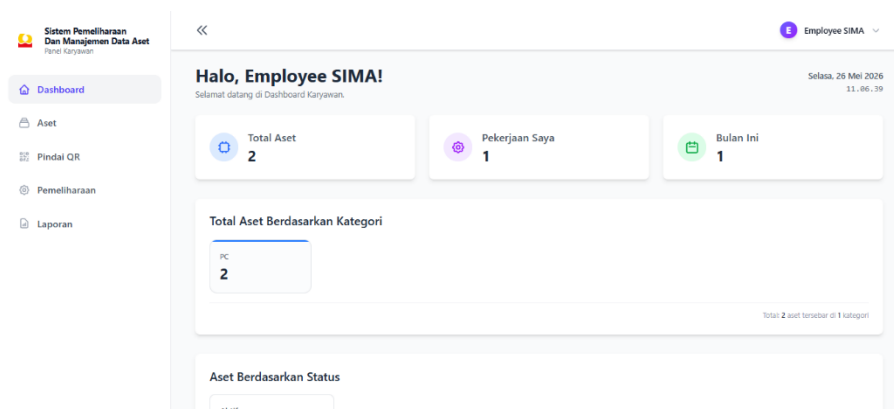 Sistem Pemeliharaan
Dan Manajemen Data Aset
Panel Karyawan
E Employee SIMA
Dashboard
Aset
Pindai QR
Pemeliharaan
Laporan
Halo, Employee SIMA!
Selamat datang di Dashboard Karyawan.
Selasa, 26 Mei 2026
11.06.39
Total Aset
2
Pekerjaan Saya
1
Bulan Ini
1
Total Aset Berdasarkan Kategori
PC
2
Total: 2 aset tersebar di 1 kategori
Aset Berdasarkan Status